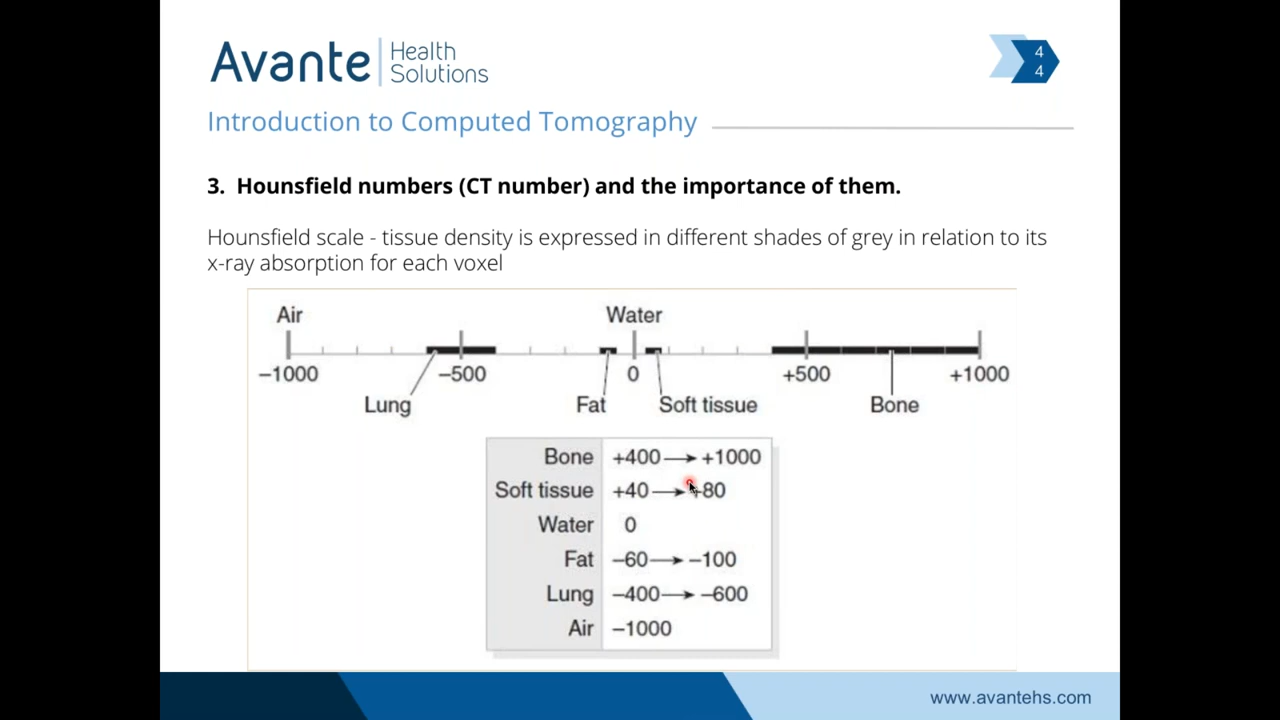 Avante Health Solutions
4
4
Introduction to Computed Tomography
3. Hounsfield numbers (CT number) and the importance of them.
Hounsfield scale - tissue density is expressed in different shades of grey in relation to its
x-ray absorption for each voxel
Air Water
–1000 –500 0 +500 +1000
Lung Fat Soft tissue Bone
Bone +400 → +1000
Soft tissue +40 → +80
Water 0
Fat –60 → –100
Lung –400 → –600
Air –1000
www.avantehs.com